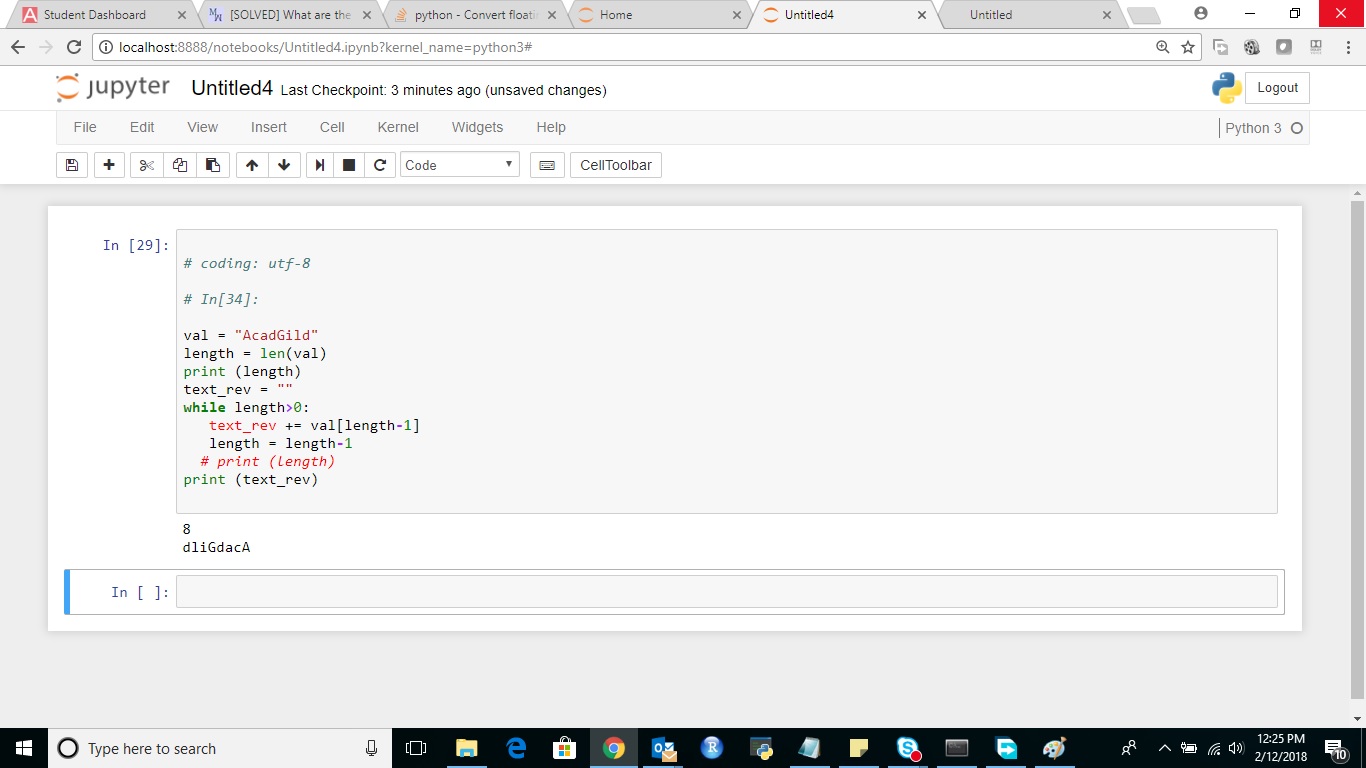 Student Dashboard
[SOLVED] What are the
python - Convert floati
Home
Untitled4
Untitled
localhost:8888/notebooks/Untitled4.ipynb?kernel_name=python3#
jupyter Untitled4 Last Checkpoint: 3 minutes ago (unsaved changes)
Logout
File Edit View Insert Cell Kernel Widgets Help
Python 3
Code
CellToolbar
In [29]:
# coding: utf-8
# In[34]:
val = "AcadGild"
length = len(val)
print (length)
text_rev = ""
while length>0:
   text_rev += val[length-1]
   length = length-1
  # print (length)
print (text_rev)
8
dliGdacA
In [ ]:
Type here to search
12:25 PM
2/12/2018
10